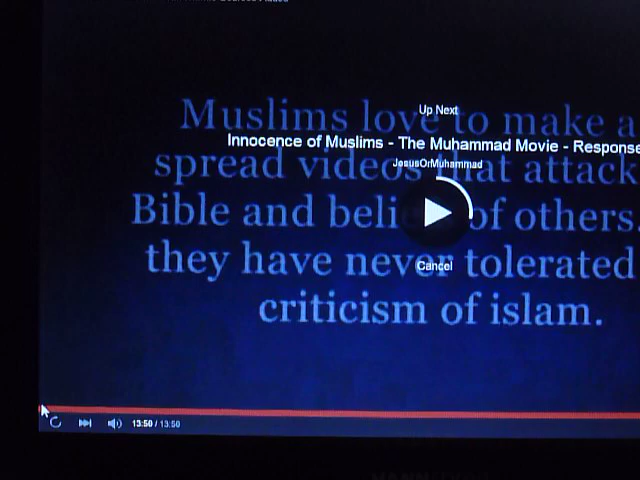 Muslims love to make a
Up Next
Innocence of Muslims - The Muhammad Movie - Response
spread videos that attack
JesusOrMuhammad
Bible and beli of others.
they have never tolerated
Cancel
criticism of islam.
13:50 / 13:50